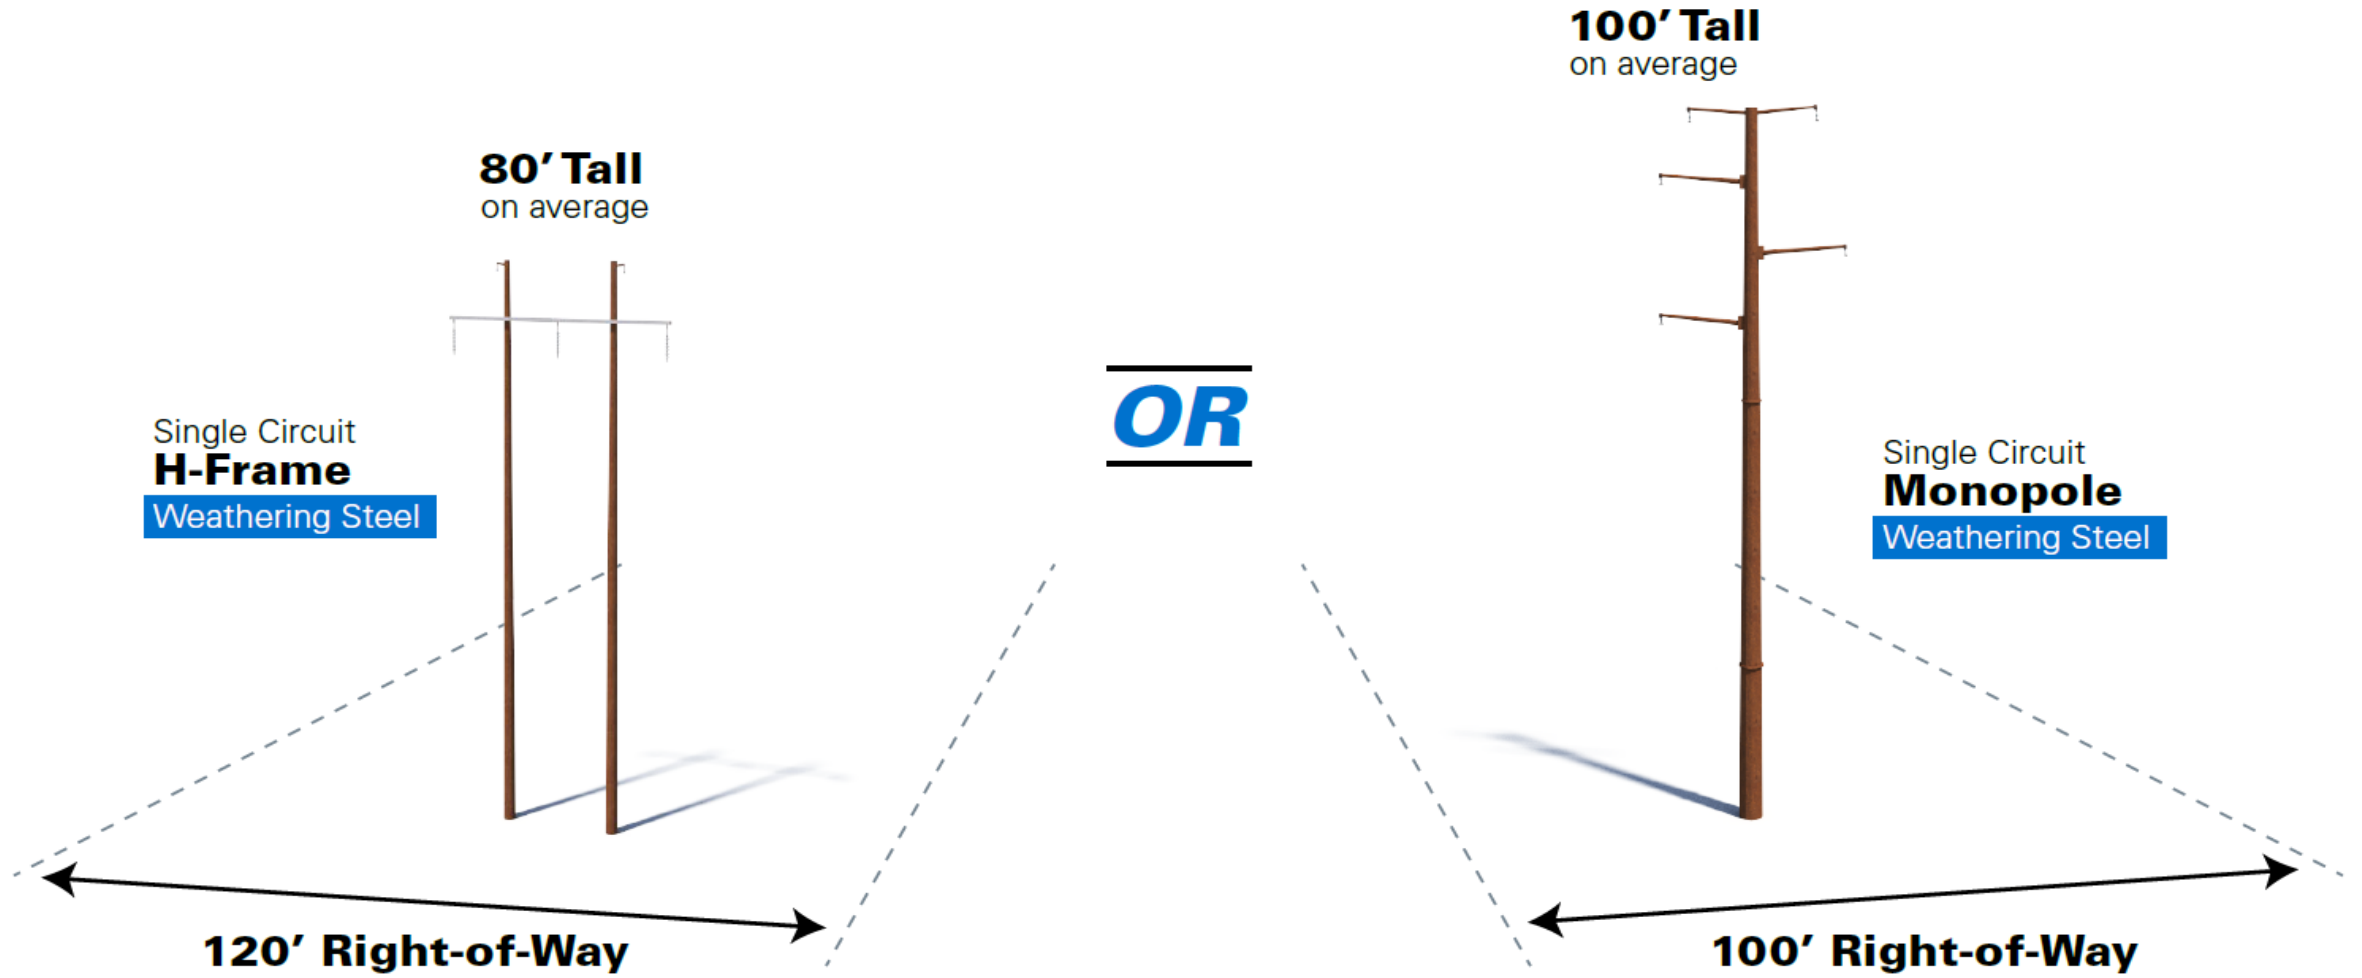 80′ Tall
on average
Single Circuit
H-Frame
Weathering Steel
120′ Right-of-Way
OR
100′ Tall
on average
Single Circuit
Monopole
Weathering Steel
100′ Right-of-Way